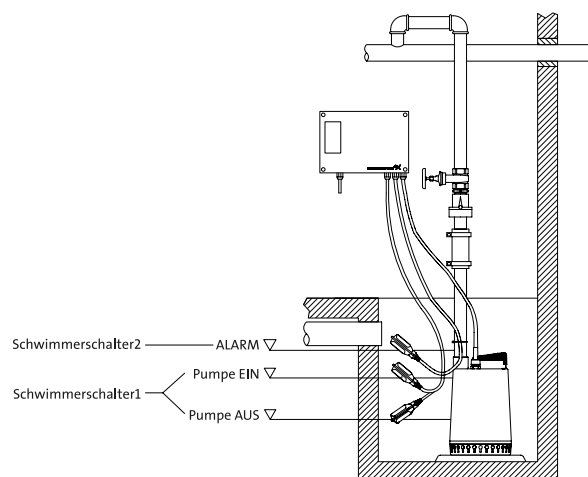 Schwimmerschalter2
ALARM
Pumpe EIN
Schwimmerschalter1
Pumpe AUS